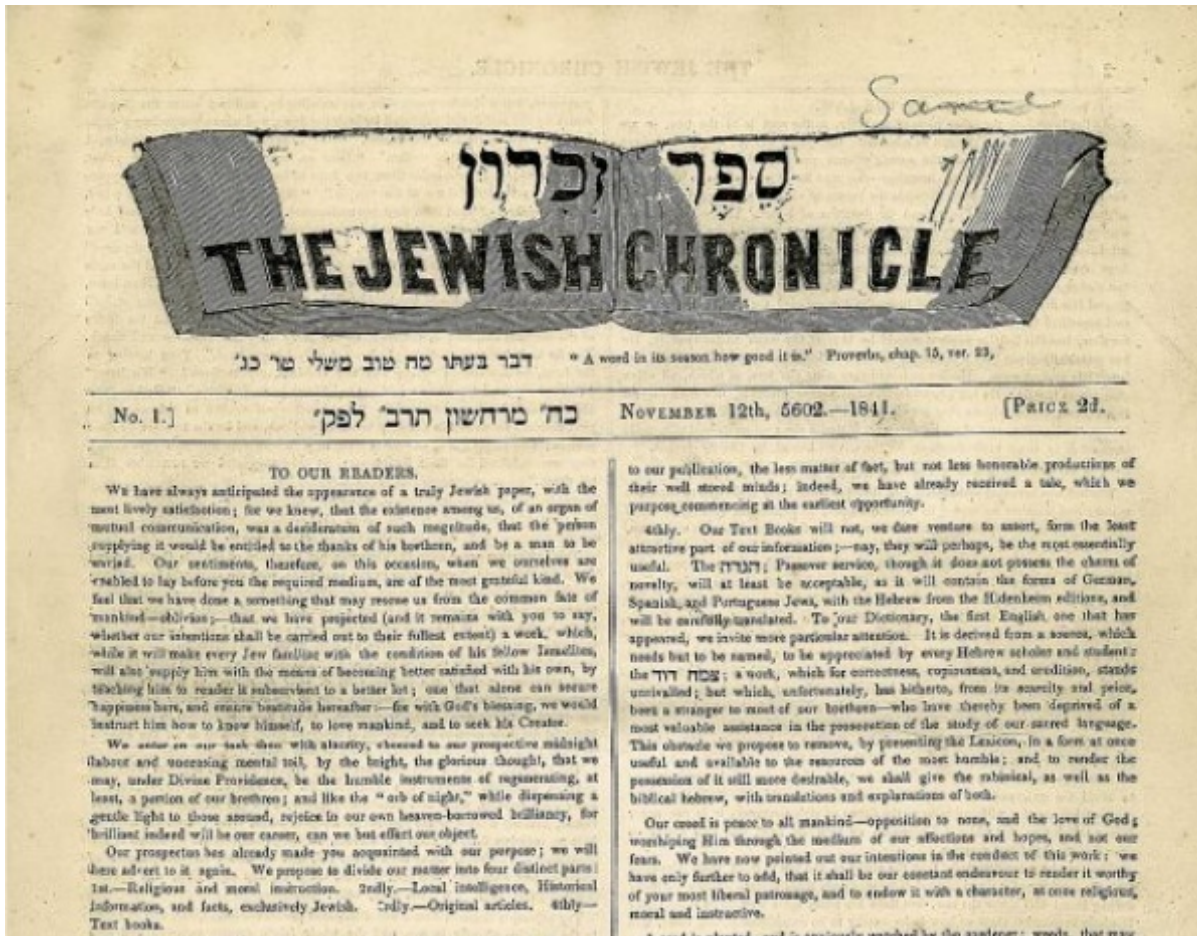 Samuel
ספר זכרון
THE JEWISH CHRONICLE
דבר בעתו מה טוב משלי טו' כג' "A word in its season how good it is." Proverbs, chap. 15, ver. 23,
No. 1.] כח' מרחשון תרב' לפק' NOVEMBER 12th, 5602.—1841. [PRICE 2d.
TO OUR READERS.
We have always anticipated the appearance of a truly Jewish paper, with the
most lively satisfaction; for we knew, that the existence among us, of an organ of
mutual communication, was a desideratum of such magnitude, that the person
supplying it would be entitled to the thanks of his brethren, and be a man to be
envied. Our sentiments, therefore, on this occasion, when we ourselves are
enabled to lay before you the required medium, are of the most grateful kind. We
feel that we have done a something that may rescue us from the common fate of
mankind—oblivion;—that we have projected (and it remains with you to say,
whether our intentions shall be carried out to their fullest extent) a work, which,
while it will make every Jew familiar with the condition of his fellow Israelites,
will also supply him with the means of becoming better satisfied with his own, by
teaching him to render it subservient to a better lot; one that alone can secure
happiness here, and ensure beatitude hereafter:—for with God's blessing, we would
instruct him how to know himself, to love mankind, and to seek his Creator.
We enter on our task then with alacrity, cheered to our prospective midnight
labour and unceasing mental toil, by the bright, the glorious thought, that we
may, under Divine Providence, be the humble instruments of regenerating, at
least, a portion of our brethren; and like the "orb of night," while dispensing a
gentle light to those around, rejoice in our own heaven-borrowed brilliancy, for
brilliant indeed will be our career, can we but effect our object.
Our prospectus has already made you acquainted with our purpose; we will
here advert to it again. We propose to divide our matter into four distinct parts:
1st.—Religious and moral instruction. 2ndly.—Local intelligence, Historical
information, and facts, exclusively Jewish. 3rdly.—Original articles. 4thly—
Text books.
to our publication, the less matter of fact, but not less honorable productions of
their well stored minds; indeed, we have already received a tale, which we
purpose commencing at the earliest opportunity.
4thly. Our Text Books will not, we dare venture to assert, form the least
attractive part of our information;—nay, they will perhaps, be the most essentially
useful. The הגדה; Passover service, though it does not possess the charm of
novelty, will at least be acceptable, as it will contain the forms of German,
Spanish, and Portuguese Jews, with the Hebrew from the Hidenheim editions, and
will be carefully translated. To our Dictionary, the first English one that has
appeared, we invite more particular attention. It is derived from a source, which
needs but to be named, to be appreciated by every Hebrew scholar and student:
the צמח דוד; a work, which for correctness, copiousness, and erudition, stands
unrivalled; but which, unfortunately, has hitherto, from its scarcity and price,
been a stranger to most of our brethren—who have thereby been deprived of a
most valuable assistance in the prosecution of the study of our sacred language.
This obstacle we propose to remove, by presenting the Lexicon, in a form at once
useful and available to the resources of the most humble; and to render the
possession of it still more desirable, we shall give the rabinical, as well as the
biblical hebrew, with translations and explanations of both.
Our creed is peace to all mankind—opposition to none, and the love of God;
worshiping Him through the medium of our affections and hopes, and not our
fears. We have now pointed out our intentions in the conduct of this work; we
have only further to add, that it shall be our constant endeavour to render it worthy
of your most liberal patronage, and to endow it with a character, at once religious,
moral and instructive.